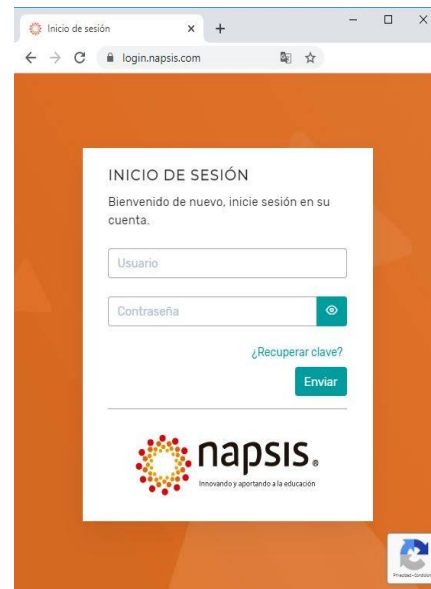 Inicio de sesión
login.napsis.com
INICIO DE SESIÓN
Bienvenido de nuevo, inicie sesión en su
cuenta.
Usuario
Contraseña
¿Recuperar clave?
Enviar
napsis®
Innovando y aportando a la educación